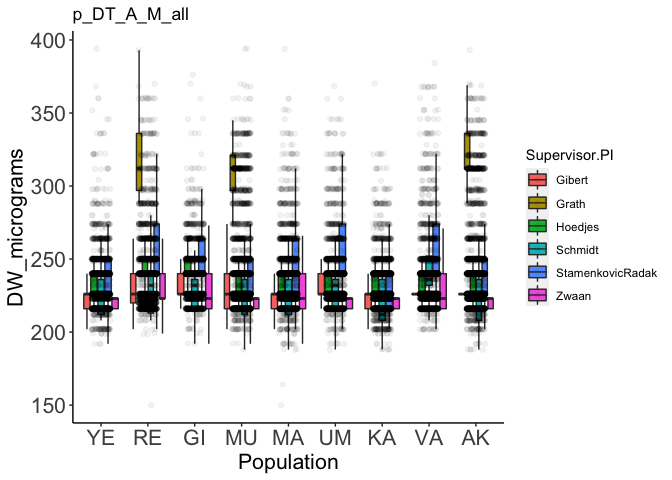 p_DT_A_M_all
DW_micrograms
400
350
300
250
200
150
YE RE GI MU MA UM KA VA AK
Population
Supervisor.PI
Gibert
Grath
Hoedjes
Schmidt
StamenkovicRadak
Zwaan